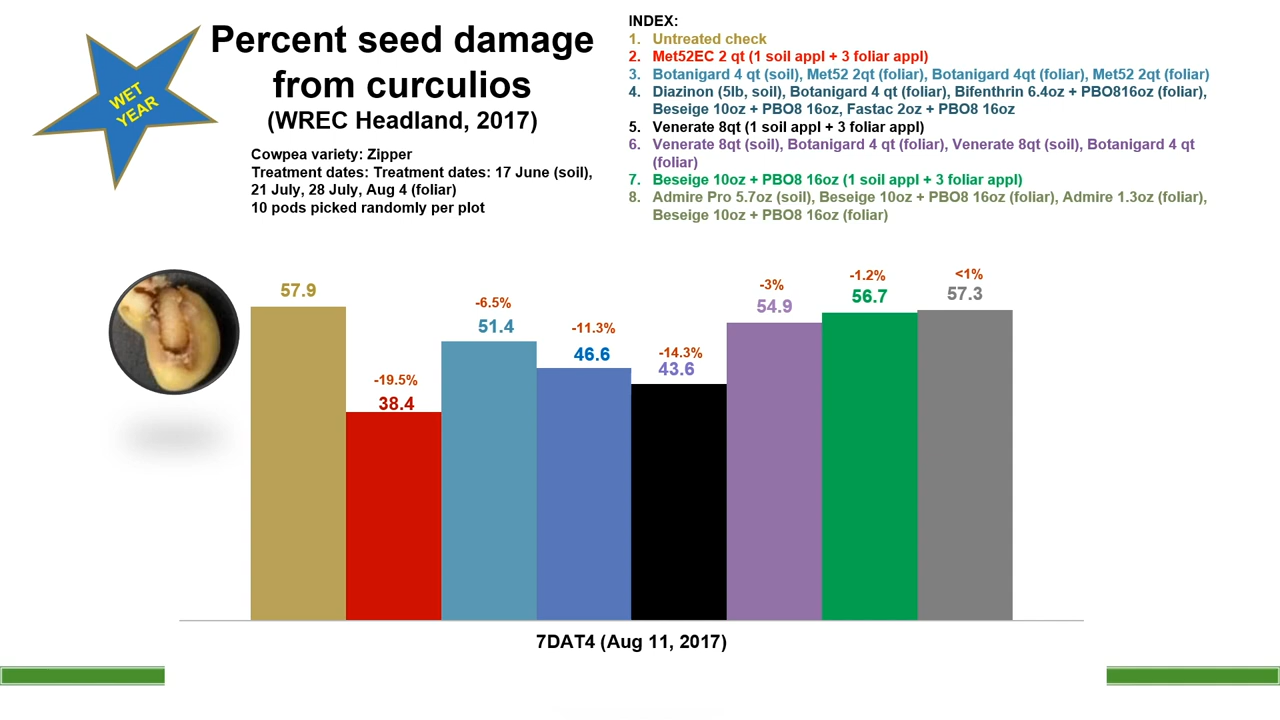 WET
YEAR
Percent seed damage
from curculios
(WREC Headland, 2017)
Cowpea variety: Zipper
Treatment dates: Treatment dates: 17 June (soil),
21 July, 28 July, Aug 4 (foliar)
10 pods picked randomly per plot
INDEX:
1. Untreated check
2. Met52EC 2 qt (1 soil appl + 3 foliar appl)
3. Botanigard 4 qt (soil), Met52 2qt (foliar), Botanigard 4qt (foliar), Met52 2qt (foliar)
4. Diazinon (5lb, soil), Botanigard 4 qt (foliar), Bifenthrin 6.4oz + PBO816oz (foliar),
Beseige 10oz + PBO8 16oz, Fastac 2oz + PBO8 16oz
5. Venerate 8qt (1 soil appl + 3 foliar appl)
6. Venerate 8qt (soil), Botanigard 4 qt (foliar), Venerate 8qt (soil), Botanigard 4 qt
(foliar)
7. Beseige 10oz + PBO8 16oz (1 soil appl + 3 foliar appl)
8. Admire Pro 5.7oz (soil), Beseige 10oz + PBO8 16oz (foliar), Admire 1.3oz (foliar),
Beseige 10oz + PBO8 16oz (foliar)
57.9
-19.5%
38.4
-6.5%
51.4
-11.3%
46.6
-14.3%
43.6
-3%
54.9
-1.2%
56.7
<1%
57.3
7DAT4 (Aug 11, 2017)